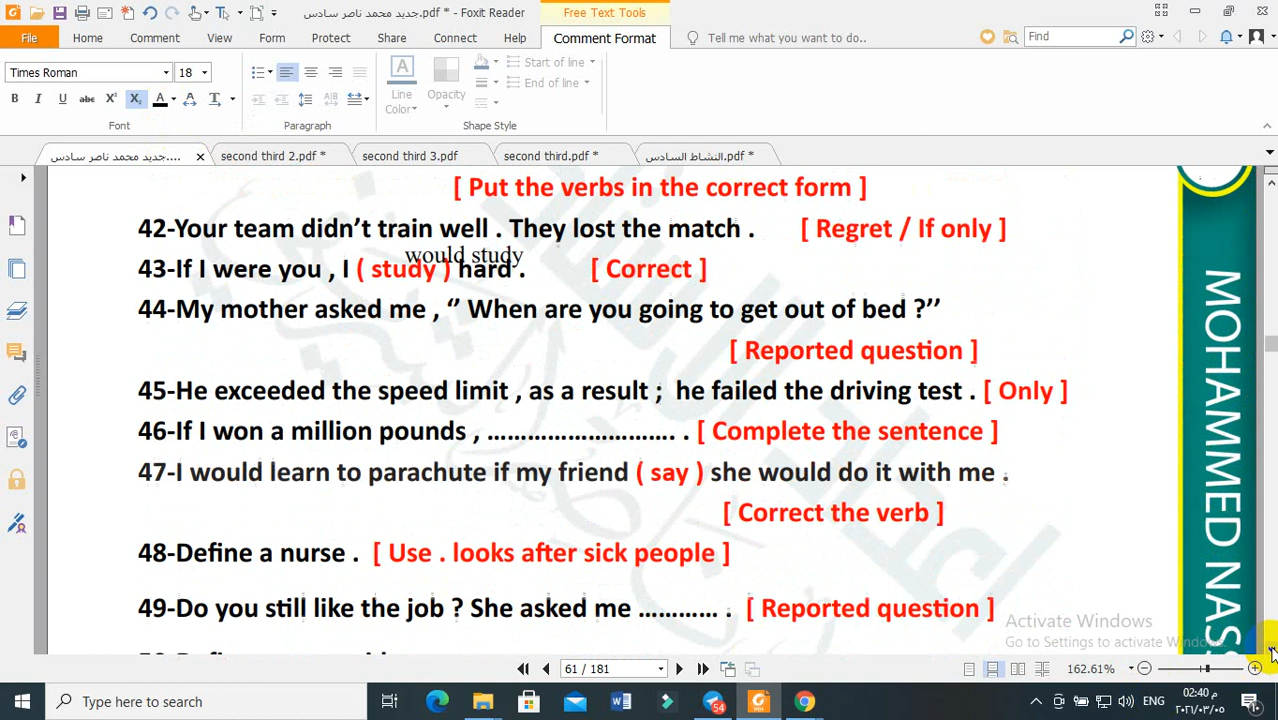 جديد محمد ناصر سادس.pdf * - Foxit Reader
Free Text Tools
File Home Comment View Form Protect Share Connect Help Comment Format Tell me what you want to do.. Find
Times Roman 18
Line Color Opacity Start of line End of line
Font Paragraph Shape Style
جديد محمد ناصر سادس.... second third 2.pdf * second third 3.pdf second third.pdf * النشاط السادس.pdf *
[ Put the verbs in the correct form ]
42-Your team didn’t train well . They lost the match . [ Regret / If only ]
would study
43-If I were you , I ( study ) hard . [ Correct ]
44-My mother asked me , ‘’ When are you going to get out of bed ?’’
[ Reported question ]
45-He exceeded the speed limit , as a result ; he failed the driving test . [ Only ]
46-If I won a million pounds , ………………………. . [ Complete the sentence ]
47-I would learn to parachute if my friend ( say ) she would do it with me .
[ Correct the verb ]
48-Define a nurse . [ Use . looks after sick people ]
49-Do you still like the job ? She asked me ………… . [ Reported question ]
MOHAMMED NAS
Activate Windows
Go to Settings to activate Windows.
61 / 181 162.61%
Type here to search 54 ENG 02:40 م
٢٠٢١/٠٣/٠٥